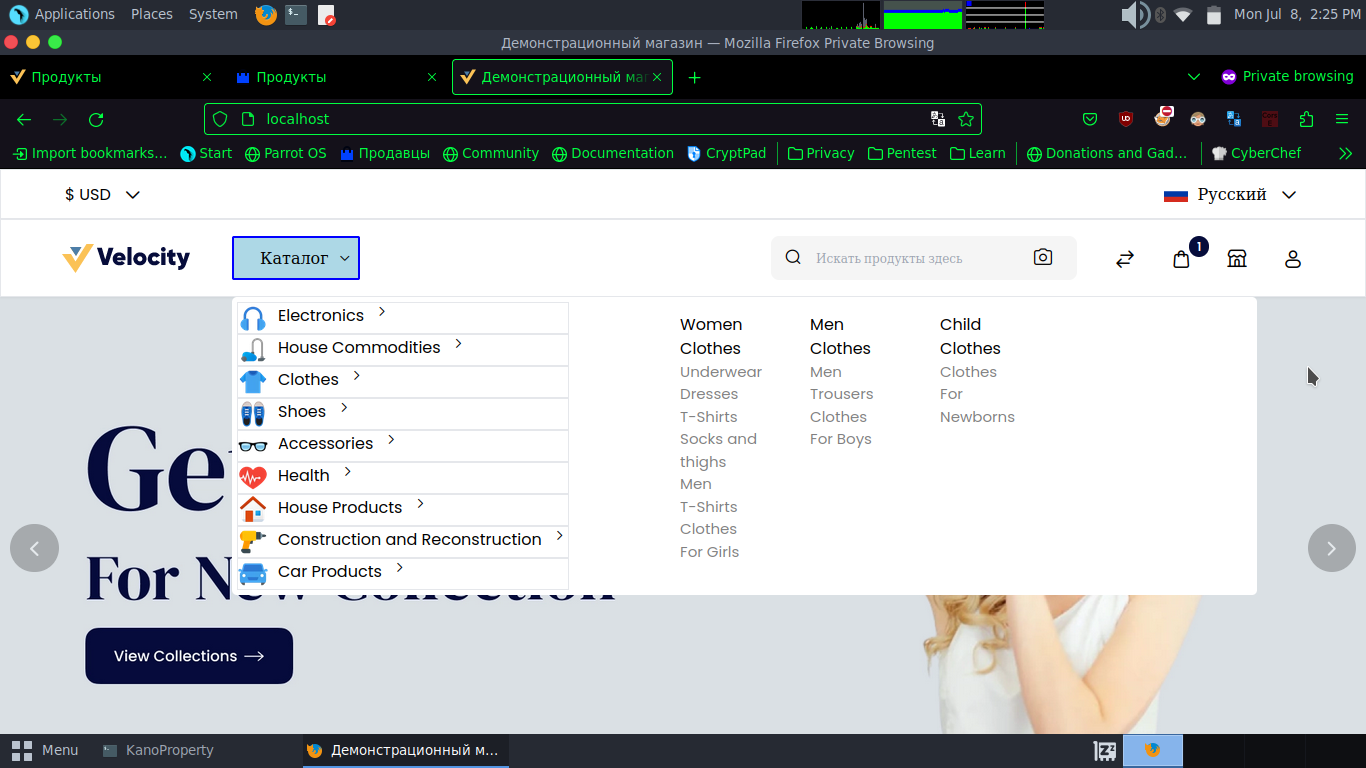 Applications Places System Mon Jul 8, 2:25 PM
Демонстрационный магазин — Mozilla Firefox Private Browsing
Продукты Продукты Демонстрационный маг Private browsing
localhost
Import bookmarks... Start Parrot OS Продавцы Community Documentation CryptPad Privacy Pentest Learn Donations and Gad... CyberChef
$ USD Русский
Velocity Каталог Искать продукты здесь 1
Electronics
House Commodities
Clothes
Shoes
Accessories
Health
House Products
Construction and Reconstruction
Car Products
Women
Clothes
Underwear
Dresses
T-Shirts
Socks and
thighs
Men
T-Shirts
Clothes
For Girls
Men
Clothes
Men
Trousers
Clothes
For Boys
Child
Clothes
Clothes
For
Newborns
Ge
For N Collection
View Collections
Menu KanoProperty Демонстрационный м...